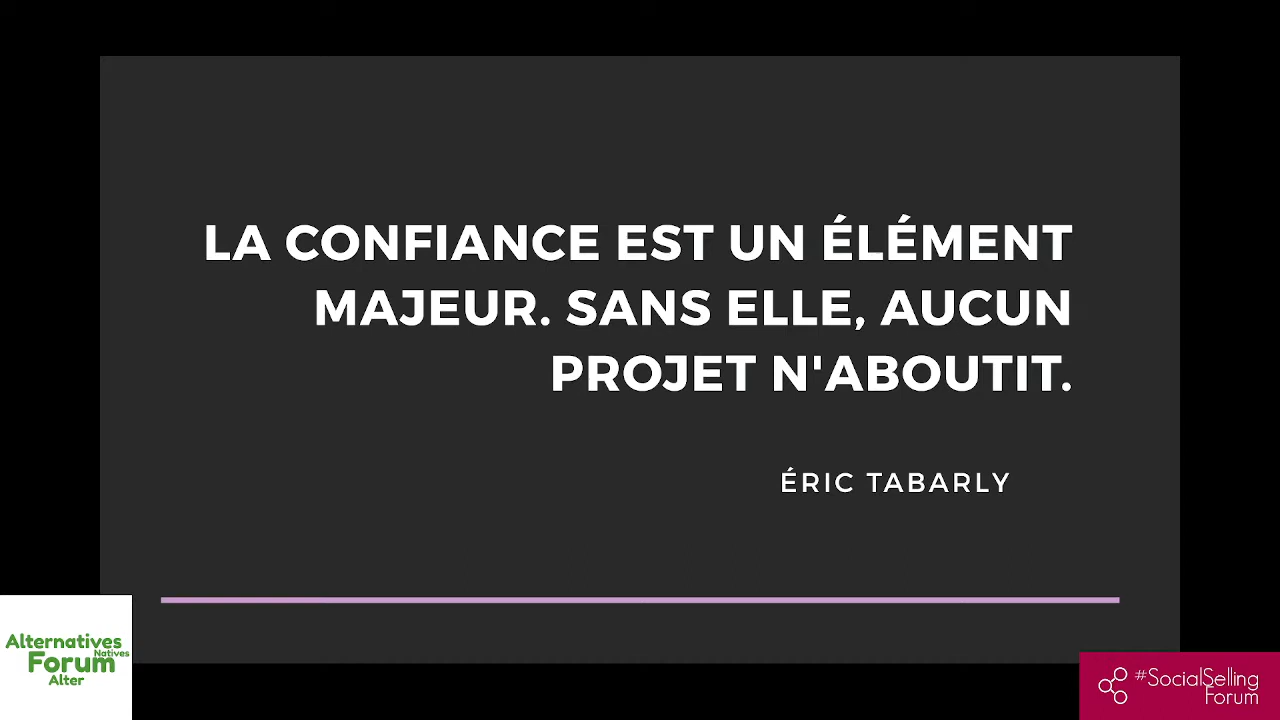 LA CONFIANCE EST UN ÉLÉMENT
MAJEUR. SANS ELLE, AUCUN
PROJET N'ABOUTIT.
ÉRIC TABARLY
Alternatives
Natives
Forum
Alter
#SocialSelling
Forum